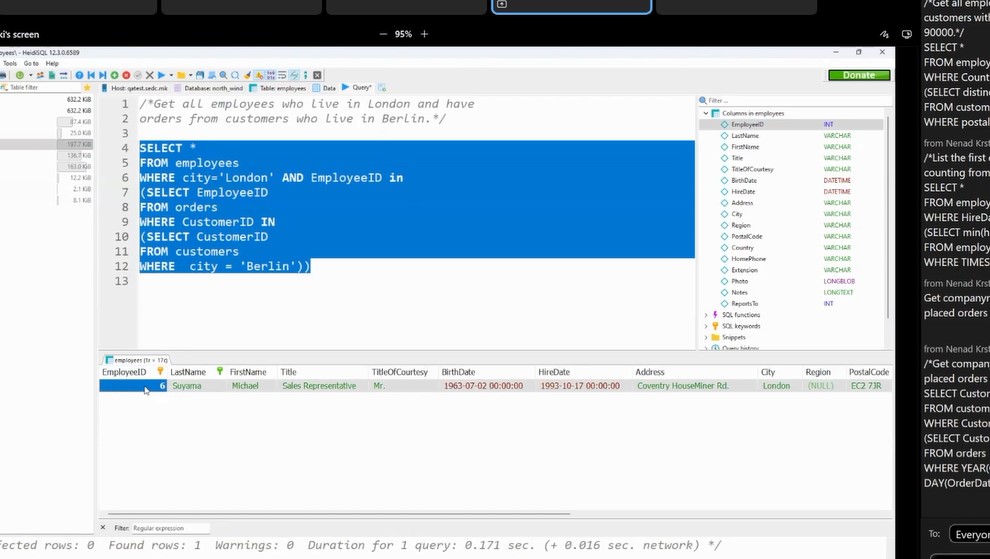 ki's screen
95%
/*Get all emplo
customers with
90000.*/
SELECT *
FROM employ
WHERE Count
(SELECT distinc
FROM custom
WHERE postal
from Nenad Krst
/*List the first
counting from
SELECT *
FROM employ
WHERE HireDa
(SELECT min(h
FROM employ
WHERE TIMES
from Nenad Krst
Get companyn
placed orders
from Nenad Krst
/*Get compan
placed orders
SELECT Custor
FROM custom
WHERE Custo
(SELECT Custo
FROM orders
WHERE YEAR(
DAY(OrderDat
To: Everyon
oyees\ - HeidiSQL 12.3.0.6589
Tools Go to Help
Donate
Table filter
Host: qatest.sedc.mk Database: north_wind Table: employees Data Query*
632.2 KiB
632.2 KiB
87.4 KiB
25.0 KiB
197.7 KiB
136.7 KiB
163.0 KiB
12.2 KiB
2.1 KiB
8.1 KiB
1 /*Get all employees who live in London and have
2 orders from customers who live in Berlin.*/
3
4 SELECT *
5 FROM employees
6 WHERE city='London' AND EmployeeID in
7 (SELECT EmployeeID
8 FROM orders
9 WHERE CustomerID IN
10 (SELECT CustomerID
11 FROM customers
12 WHERE city = 'Berlin'))
13
Filter ...
Columns in employees
EmployeeID INT
LastName VARCHAR
FirstName VARCHAR
Title VARCHAR
TitleOfCourtesy VARCHAR
BirthDate DATETIME
HireDate DATETIME
Address VARCHAR
City VARCHAR
Region VARCHAR
PostalCode VARCHAR
Country VARCHAR
HomePhone VARCHAR
Extension VARCHAR
Photo LONGBLOB
Notes LONGTEXT
ReportsTo INT
SQL functions
SQL keywords
Snippets
Query history
employees (1r × 17c)
EmployeeID LastName FirstName Title TitleOfCourtesy BirthDate HireDate Address City Region PostalCode
6 Suyama Michael Sales Representative Mr. 1963-07-02 00:00:00 1993-10-17 00:00:00 Coventry HouseMiner Rd. London (NULL) EC2 7JR
Filter: Regular expression
fected rows: 0 Found rows: 1 Warnings: 0 Duration for 1 query: 0.171 sec. (+ 0.016 sec. network) */